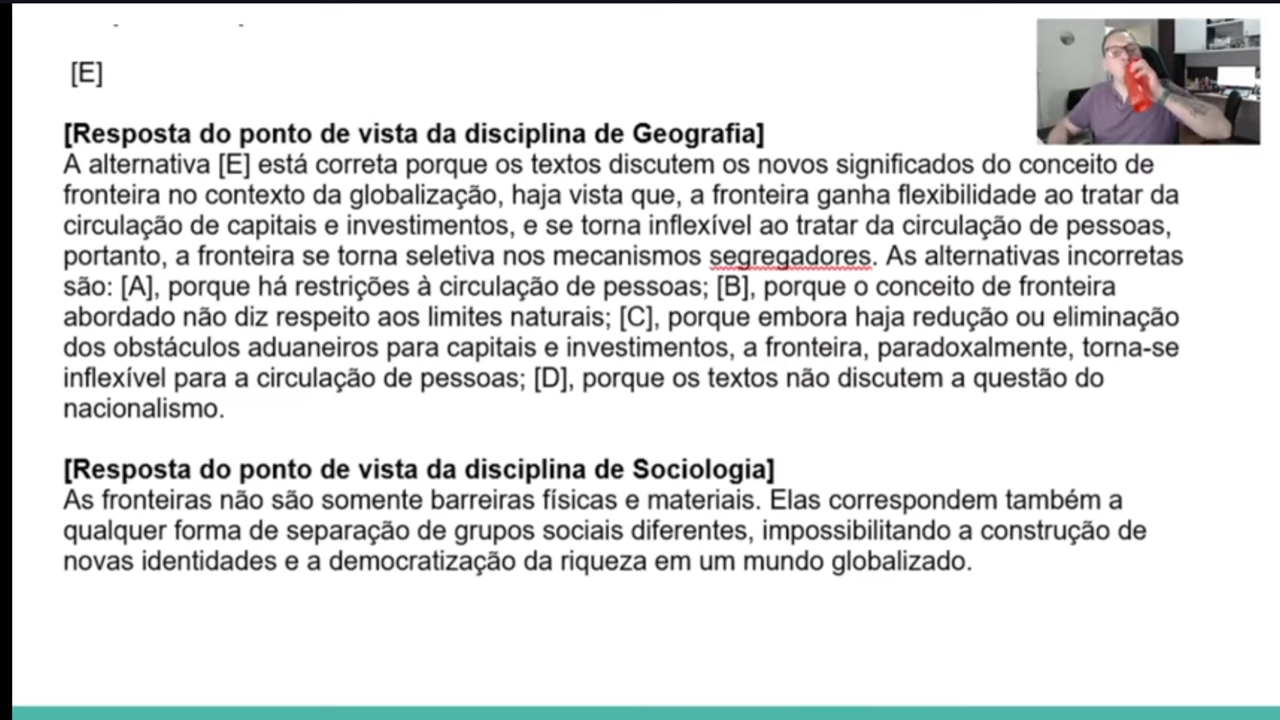 [E]
[Resposta do ponto de vista da disciplina de Geografia]
A alternativa [E] está correta porque os textos discutem os novos significados do conceito de
fronteira no contexto da globalização, haja vista que, a fronteira ganha flexibilidade ao tratar da
circulação de capitais e investimentos, e se torna inflexível ao tratar da circulação de pessoas,
portanto, a fronteira se torna seletiva nos mecanismos segregadores. As alternativas incorretas
são: [A], porque há restrições à circulação de pessoas; [B], porque o conceito de fronteira
abordado não diz respeito aos limites naturais; [C], porque embora haja redução ou eliminação
dos obstáculos aduaneiros para capitais e investimentos, a fronteira, paradoxalmente, torna-se
inflexível para a circulação de pessoas; [D], porque os textos não discutem a questão do
nacionalismo.
[Resposta do ponto de vista da disciplina de Sociologia]
As fronteiras não são somente barreiras físicas e materiais. Elas correspondem também a
qualquer forma de separação de grupos sociais diferentes, impossibilitando a construção de
novas identidades e a democratização da riqueza em um mundo globalizado.